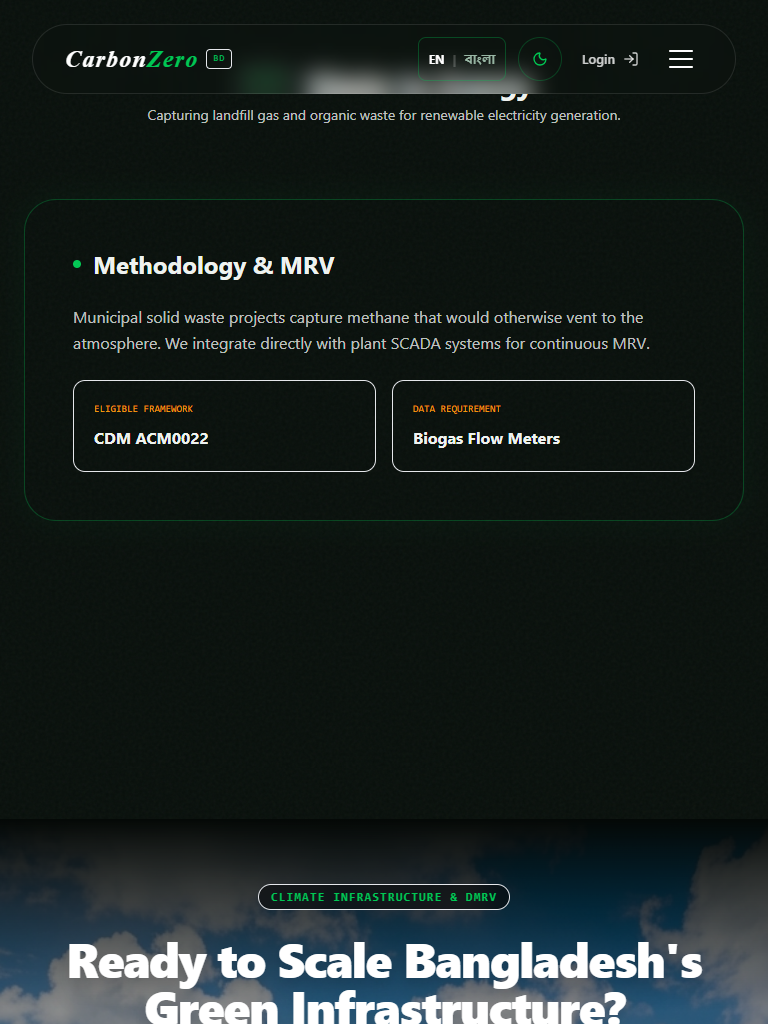 CarbonZero BD
EN | বাংলা
Login
Capturing landfill gas and organic waste for renewable electricity generation.
Methodology & MRV
Municipal solid waste projects capture methane that would otherwise vent to the
atmosphere. We integrate directly with plant SCADA systems for continuous MRV.
ELIGIBLE FRAMEWORK
CDM ACM0022
DATA REQUIREMENT
Biogas Flow Meters
CLIMATE INFRASTRUCTURE & DMRV
Ready to Scale Bangladesh's
Green Infrastructure?